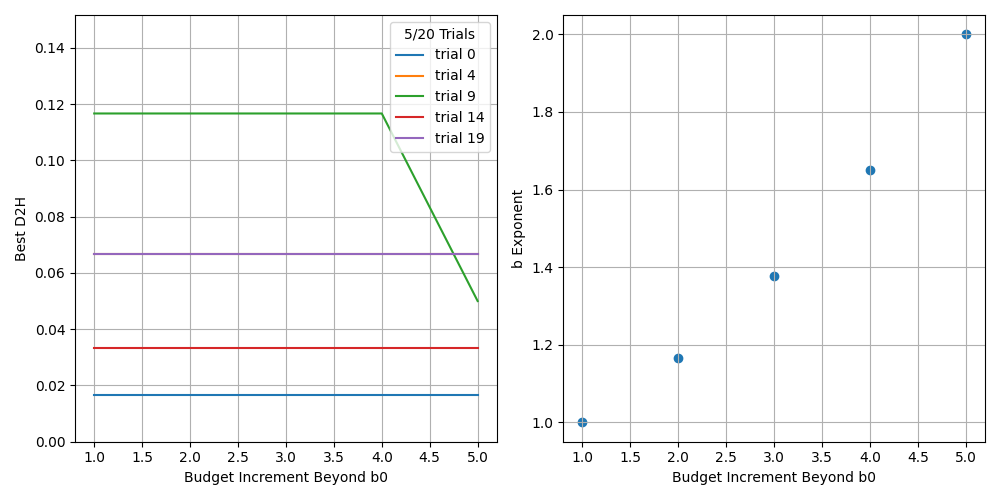 0.14
0.12
0.10
0.08
0.06
0.04
0.02
0.00
Best D2H
5/20 Trials
trial 0
trial 4
trial 9
trial 14
trial 19
1.0 1.5 2.0 2.5 3.0 3.5 4.0 4.5 5.0
Budget Increment Beyond b0
2.0
1.8
1.6
1.4
1.2
1.0
b Exponent
1.0 1.5 2.0 2.5 3.0 3.5 4.0 4.5 5.0
Budget Increment Beyond b0